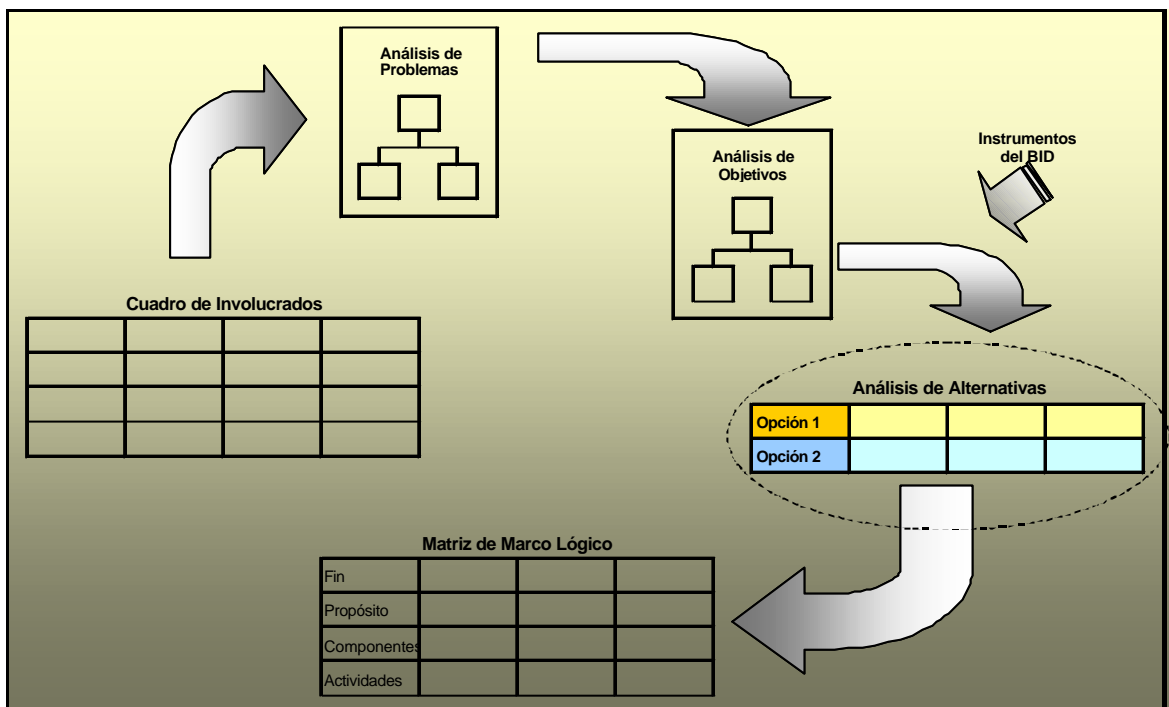 Análisis de
Problemas
Análisis de
Objetivos
Instrumentos
del BID
Cuadro de Involucrados
Análisis de Alternativas
Opción 1
Opción 2
Matriz de Marco Lógico
Fin
Propósito
Componentes
Actividades